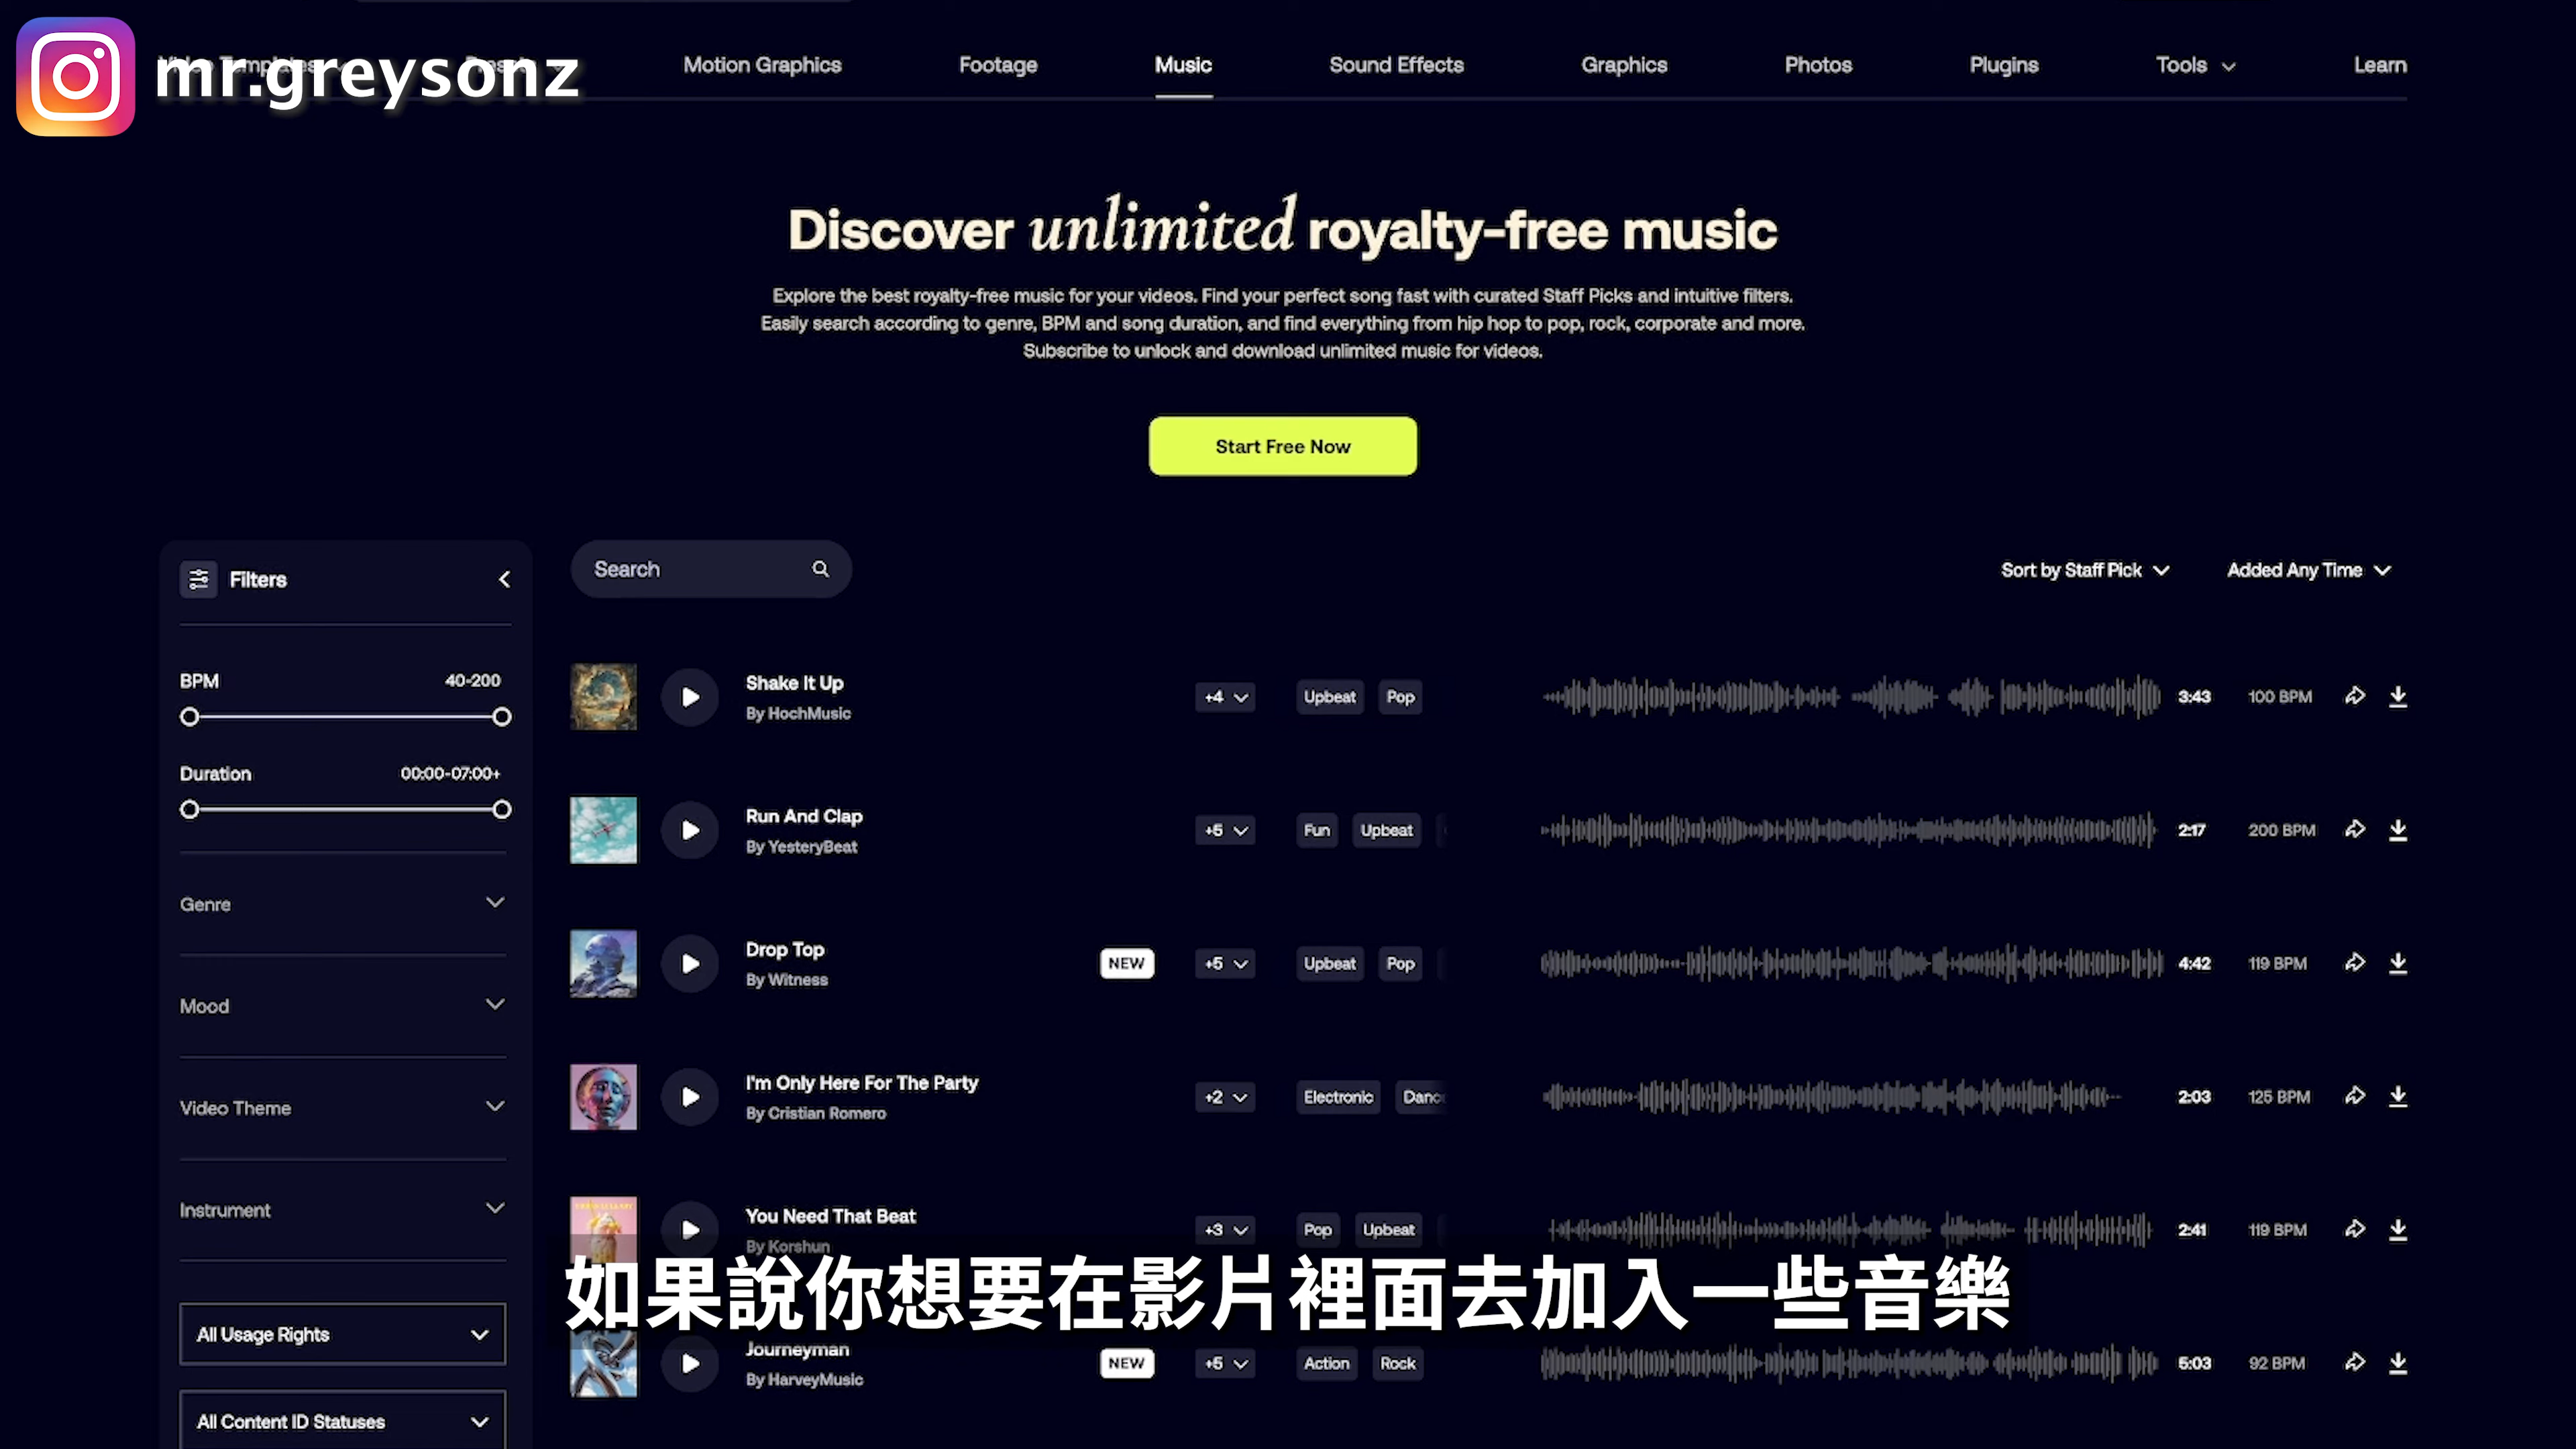 mr.greysonz
Video Templates Presets Motion Graphics Footage Music Sound Effects Graphics Photos Plugins Tools Learn
Discover unlimited royalty-free music
Explore the best royalty-free music for your videos. Find your perfect song fast with curated Staff Picks and intuitive filters.
Easily search according to genre, BPM and song duration, and find everything from hip hop to pop, rock, corporate and more.
Subscribe to unlock and download unlimited music for videos.
Start Free Now
Filters
BPM 40-200
Duration 00:00-07:00+
Genre
Mood
Video Theme
Instrument
All Usage Rights
All Content ID Statuses
Search
Sort by Staff Pick
Added Any Time
Shake It Up
By HochMusic
+4 Upbeat Pop 3:43 100 BPM
Run And Clap
By YesteryBeat
+5 Fun Upbeat 2:17 200 BPM
Drop Top
By Witness
NEW +5 Upbeat Pop 4:42 119 BPM
I'm Only Here For The Party
By Cristian Romero
+2 Electronic Danc 2:03 125 BPM
You Need That Beat
By Korshun
+3 Pop Upbeat 2:41 119 BPM
如果說你想要在影片裡面去加入一些音樂
Journeyman
By HarveyMusic
NEW +5 Action Rock 5:03 92 BPM